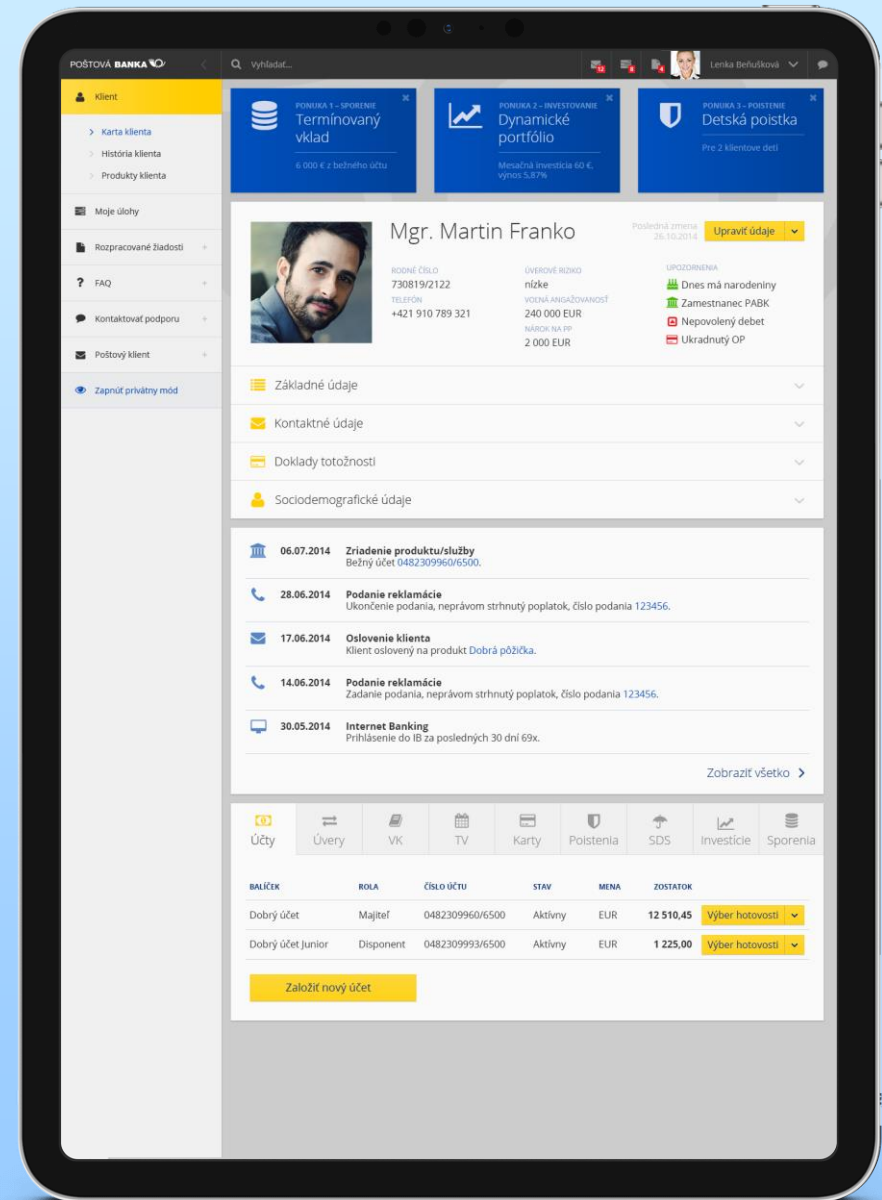 POŠTOVÁ BANKA
Vyhladať...
12
8
4
Lenka Beňušková
Klient
Karta klienta
História klienta
Produkty klienta
Moje úlohy
Rozpracované žiadosti
FAQ
Kontaktovať podporu
Poštový klient
Zapnúť privátny mód
PONUKA 1 – SPORENIE
Termínovaný
vklad
6 000 € z bežného účtu
PONUKA 2 – INVESTOVANIE
Dynamické
portfólio
Mesačná investícia 60 €,
výnos 5,87%
PONUKA 3 – POISTENIE
Detská poistka
Pre 2 klientove deti
Mgr. Martin Franko
Posledná zmena
26.10.2014
Upraviť údaje
RODNÉ ČÍSLO
730819/2122
TELEFÓN
+421 910 789 321
ÚVEROVÉ RIZIKO
nízke
VOĽNÁ ANGAŽOVANOSŤ
240 000 EUR
NÁROK NA PP
2 000 EUR
UPOZORNENIA
Dnes má narodeniny
Zamestnanec PABK
Nepovolený debet
Ukradnutý OP
Základné údaje
Kontaktné údaje
Doklady totožnosti
Sociodemografické údaje
06.07.2014 Zriadenie produktu/služby
Bežný účet 0482309960/6500.
28.06.2014 Podanie reklamácie
Ukončenie podania, neprávom strhnutý poplatok, číslo podania 123456.
17.06.2014 Oslovenie klienta
Klient oslovený na produkt Dobrá pôžička.
14.06.2014 Podanie reklamácie
Zadanie podania, neprávom strhnutý poplatok, číslo podania 123456.
30.05.2014 Internet Banking
Prihlásenie do IB za posledných 30 dní 69x.
Zobraziť všetko
Účty Úvery VK TV Karty Poistenia SDS Investície Sporenia
BALÍČEK ROLA ČÍSLO ÚČTU STAV MENA ZOSTATOK
Dobrý účet Majiteľ 0482309960/6500 Aktívny EUR 12 510,45 Výber hotovosti
Dobrý účet Junior Disponent 0482309993/6500 Aktívny EUR 1 225,00 Výber hotovosti
Založiť nový účet